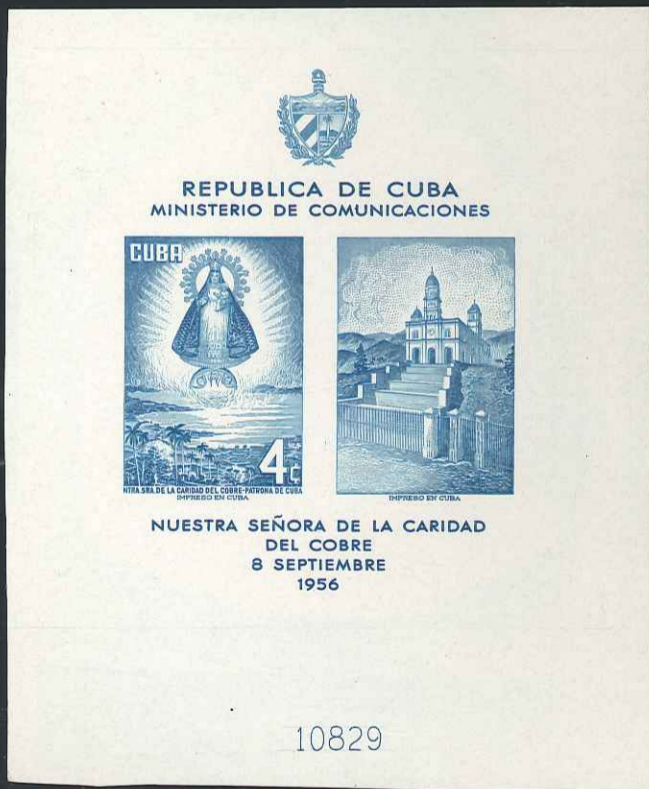 REPUBLICA DE CUBA
MINISTERIO DE COMUNICACIONES
CUBA
4¢
NTRA. SRA. DE LA CARIDAD DEL COBRE-PATRONA DE CUBA
IMPRESO EN CUBA
IMPRESO EN CUBA
NUESTRA SEÑORA DE LA CARIDAD
DEL COBRE
8 SEPTIEMBRE
1956
10829